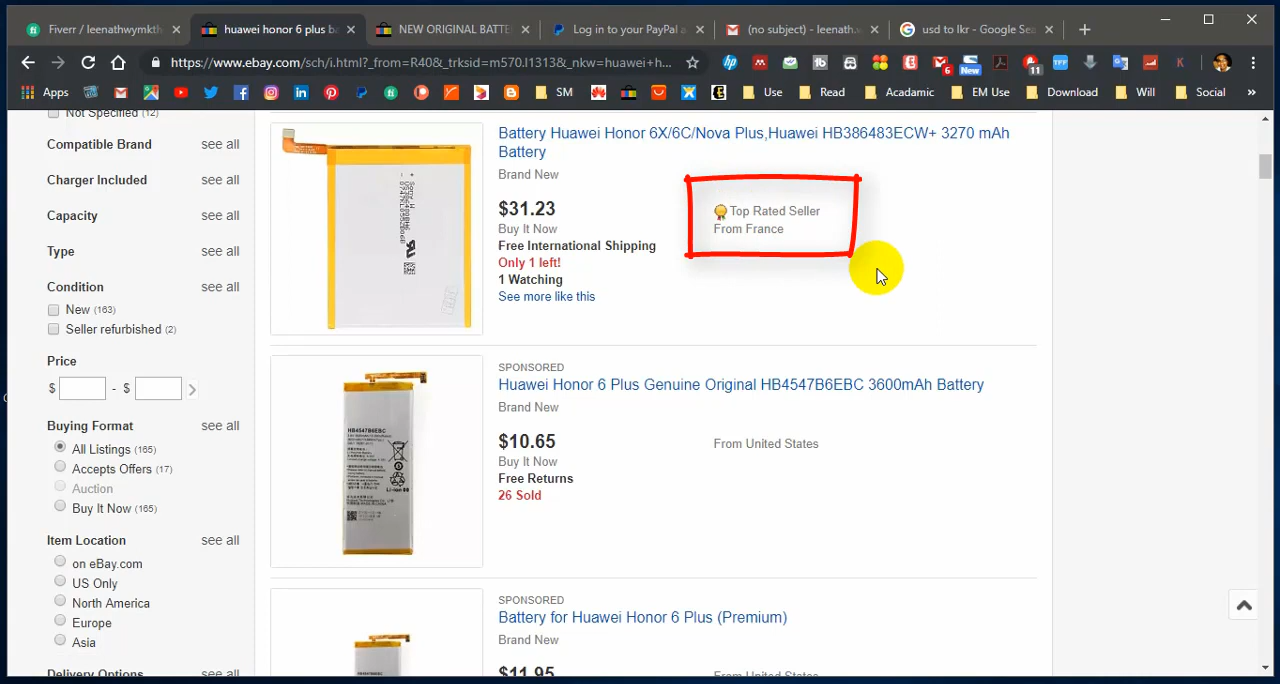 Fiverr / leenathwymkth
huawei honor 6 plus ba
NEW ORIGINAL BATTE
Log in to your PayPal a
(no subject) - leenath.w
usd to lkr - Google Sea
https://www.ebay.com/sch/i.html?_from=R40&_trksid=m570.l1313&_nkw=huawei+h...
6
New
11
Apps
SM
Use
Read
Acadamic
EM Use
Download
Will
Social
»
Not Specified (12)
Compatible Brand see all
Charger Included see all
Capacity see all
Type see all
Condition see all
New (163)
Seller refurbished (2)
Price
$ - $
Buying Format see all
All Listings (165)
Accepts Offers (17)
Auction
Buy It Now (165)
Item Location see all
on eBay.com
US Only
North America
Europe
Asia
Delivery Options see all
Battery Huawei Honor 6X/6C/Nova Plus,Huawei HB386483ECW+ 3270 mAh
Battery
Brand New
$31.23
Buy It Now
Free International Shipping
Only 1 left!
1 Watching
See more like this
Top Rated Seller
From France
SPONSORED
Huawei Honor 6 Plus Genuine Original HB4547B6EBC 3600mAh Battery
Brand New
$10.65
Buy It Now
Free Returns
26 Sold
From United States
HB4547B6EBC
Li-ion 00
SPONSORED
Battery for Huawei Honor 6 Plus (Premium)
Brand New
$11.95
From United States